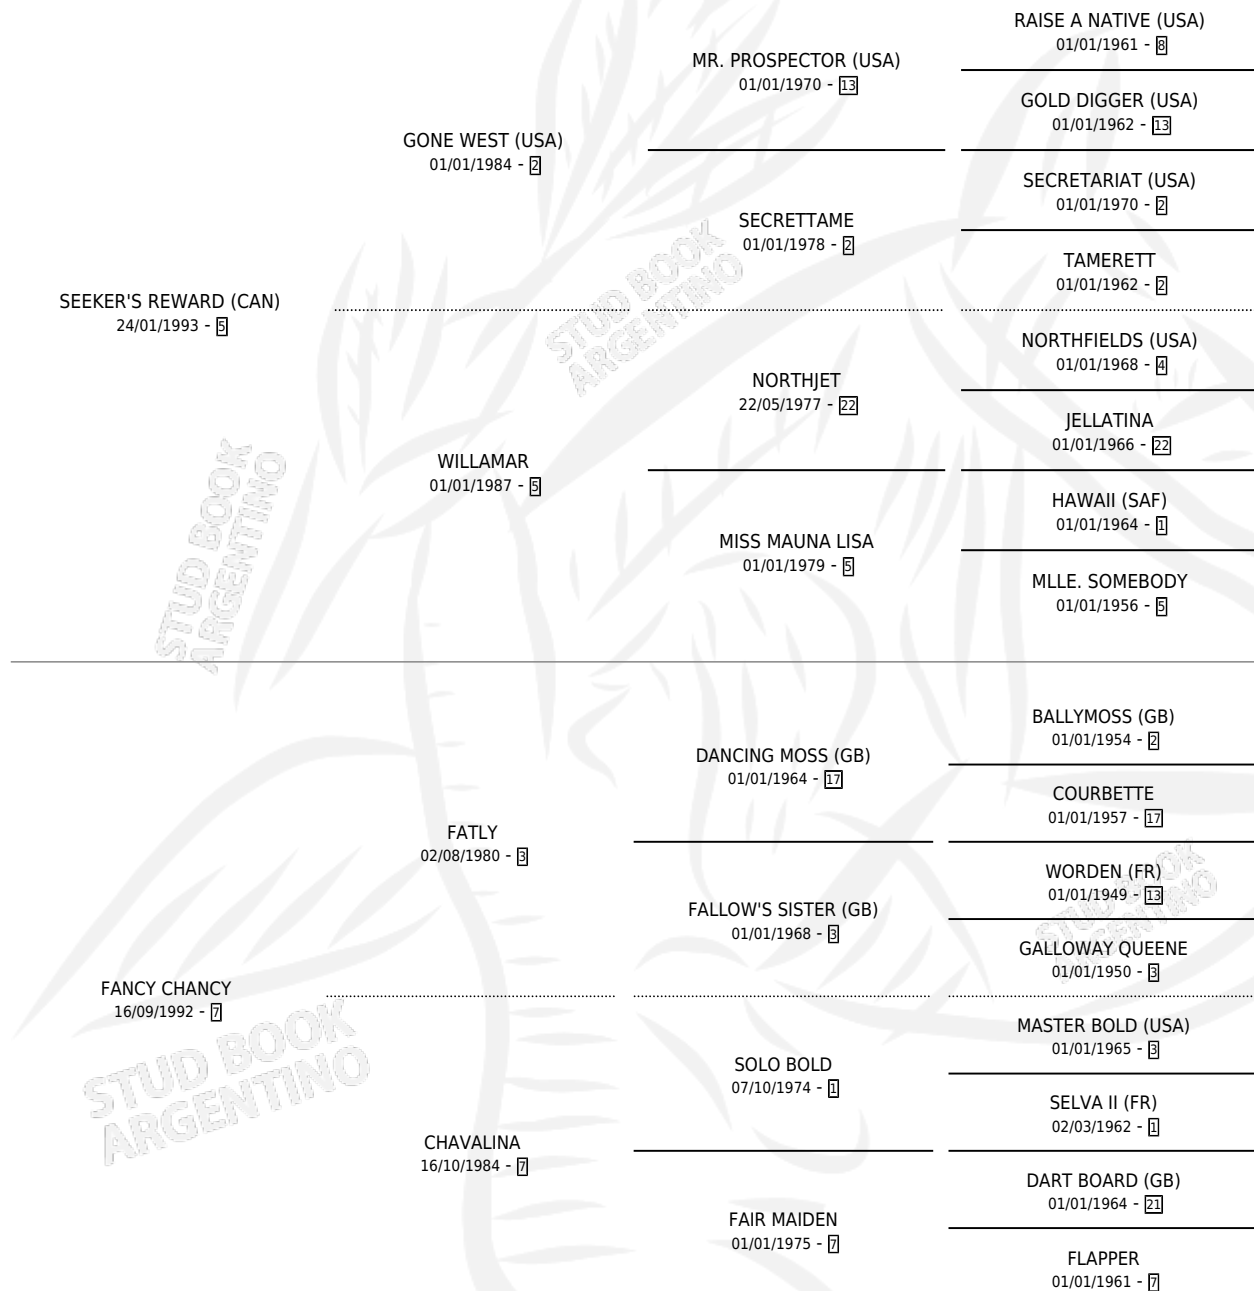 RAISE A NATIVE (USA)
01/01/1961 - 8
MR. PROSPECTOR (USA)
01/01/1970 - 13
GOLD DIGGER (USA)
01/01/1962 - 13
GONE WEST (USA)
01/01/1984 - 2
SECRETARIAT (USA)
01/01/1970 - 2
SECRETTAME
01/01/1978 - 2
TAMERETT
01/01/1962 - 2
SEEKER'S REWARD (CAN)
24/01/1993 - 5
NORTHFIELDS (USA)
01/01/1968 - 4
NORTHJET
22/05/1977 - 22
JELLATINA
01/01/1966 - 22
WILLAMAR
01/01/1987 - 5
HAWAII (SAF)
01/01/1964 - 1
MISS MAUNA LISA
01/01/1979 - 5
MLLE. SOMEBODY
01/01/1956 - 5
BALLYMOSS (GB)
01/01/1954 - 2
DANCING MOSS (GB)
01/01/1964 - 17
COURBETTE
01/01/1957 - 17
FATLY
02/08/1980 - 3
WORDEN (FR)
01/01/1949 - 13
FALLOW'S SISTER (GB)
01/01/1968 - 3
GALLOWAY QUEENE
01/01/1950 - 3
FANCY CHANCY
16/09/1992 - 7
MASTER BOLD (USA)
01/01/1965 - 3
SOLO BOLD
07/10/1974 - 1
SELVA II (FR)
02/03/1962 - 1
CHAVALINA
16/10/1984 - 7
DART BOARD (GB)
01/01/1964 - 21
FAIR MAIDEN
01/01/1975 - 7
FLAPPER
01/01/1961 - 7
STUD BOOK
ARGENTINO
STUD BOOK
ARGENTINO
STUD BOOK
ARGENTINO
STUD BOOK
ARGENTINO